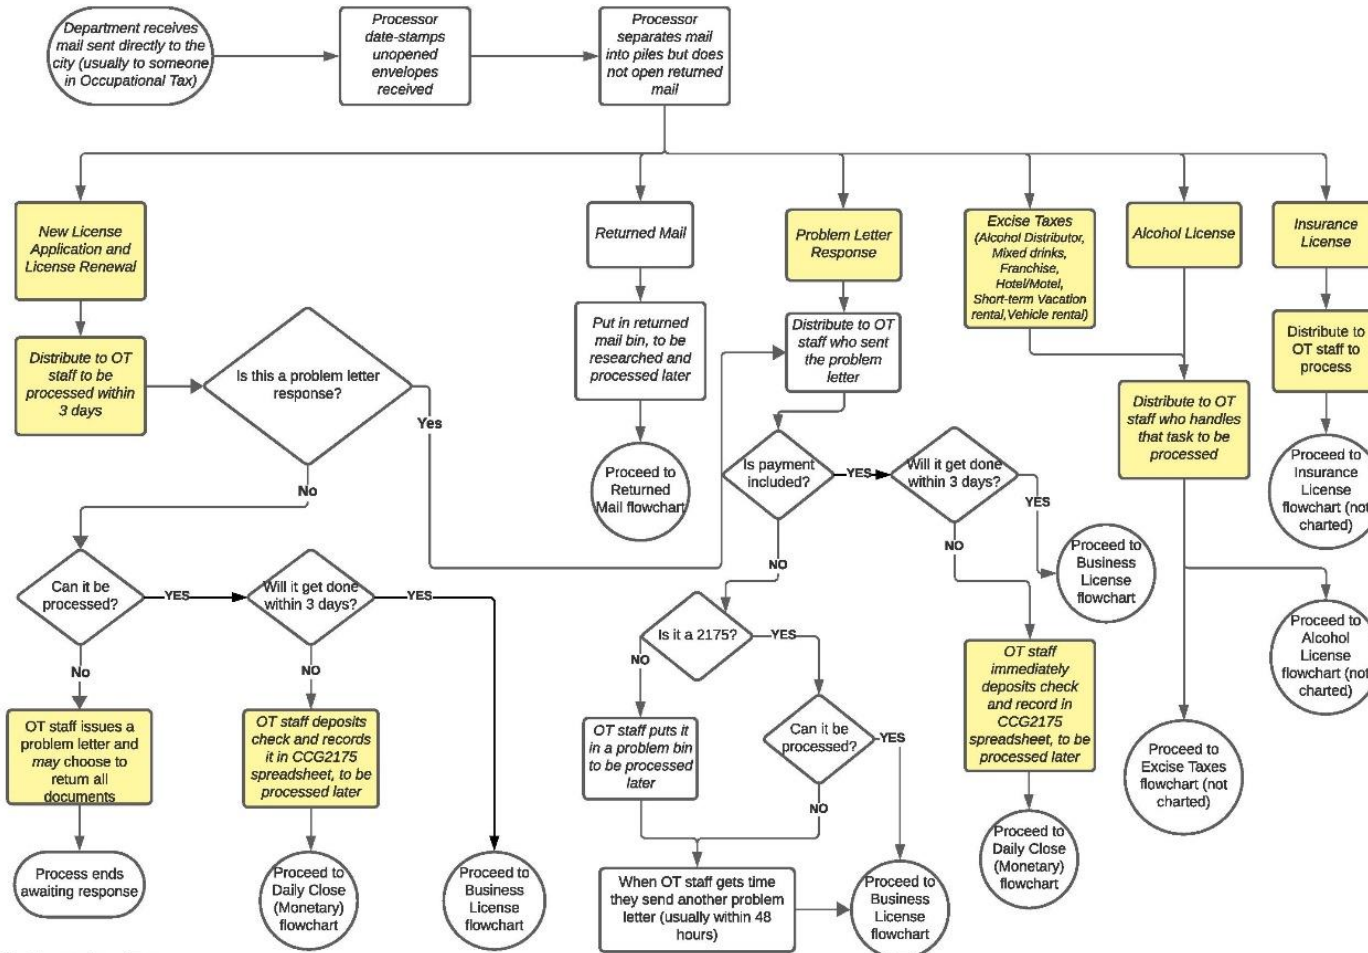 Department receives
mail sent directly to the
city (usually to someone
in Occupational Tax)
Processor
date-stamps
unopened
envelopes
received
Processor
separates mail
into piles but does
not open returned
mail
New License
Application and
License Renewal
Returned Mail
Problem Letter
Response
Excise Taxes
(Alcohol Distributor,
Mixed drinks,
Franchise,
Hotel/Motel,
Short-term Vacation
rental,Vehicle rental)
Alcohol License
Insurance
License
Distribute to OT
staff to be
processed within
3 days
Is this a problem letter
response?
Yes
No
Put in returned
mail bin, to be
researched and
processed later
Proceed to
Returned
Mail flowchart
Distribute to OT
staff who sent
the problem
letter
Distribute to OT
staff who handles
that task to be
processed
Distribute to
OT staff to
process
Proceed to
Insurance
License
flowchart (not
charted)
Is payment
included?
YES
Will it get done
within 3 days?
YES
NO
NO
Proceed to
Business
License
flowchart
Can it be
processed?
YES
Will it get done
within 3 days?
YES
No
NO
Is it a 2175?
YES
NO
Proceed to
Alcohol
License
flowchart (not
charted)
OT staff issues a
problem letter and
may choose to
return all
documents
OT staff deposits
check and records
it in CCG2175
spreadsheet, to be
processed later
OT staff puts it
in a problem bin
to be processed
later
Can it be
processed?
YES
NO
OT staff
immediately
deposits check
and record in
CCG2175
spreadsheet, to be
processed later
Proceed to
Excise Taxes
flowchart (not
charted)
Process ends
awaiting response
Proceed to
Daily Close
(Monetary)
flowchart
Proceed to
Business
License
flowchart
When OT staff gets time
they send another problem
letter (usually within 48
hours)
Proceed to
Business
License
flowchart
Proceed to
Daily Close
(Monetary)
flowchart